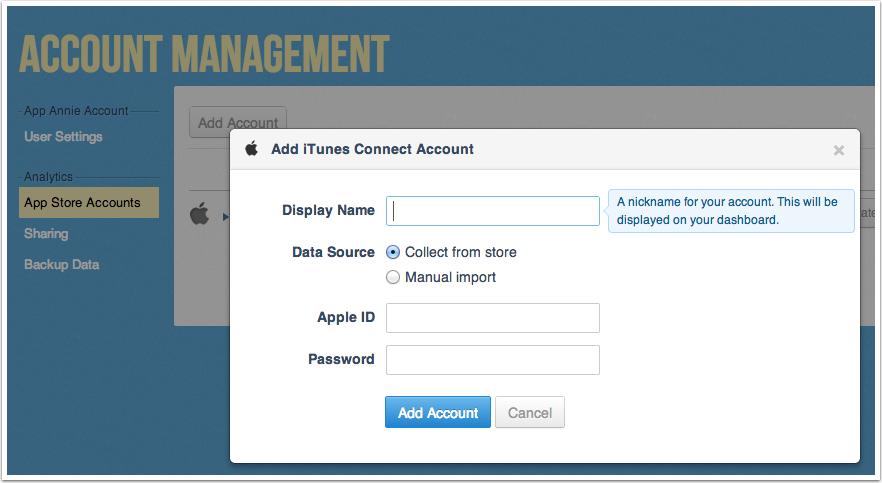 ACCOUNT MANAGEMENT
App Annie Account
User Settings
Analytics
App Store Accounts
Sharing
Backup Data
Add Account
Add iTunes Connect Account
×
Display Name
A nickname for your account. This will be
displayed on your dashboard.
Data Source
Collect from store
Manual import
Apple ID
Password
Add Account
Cancel